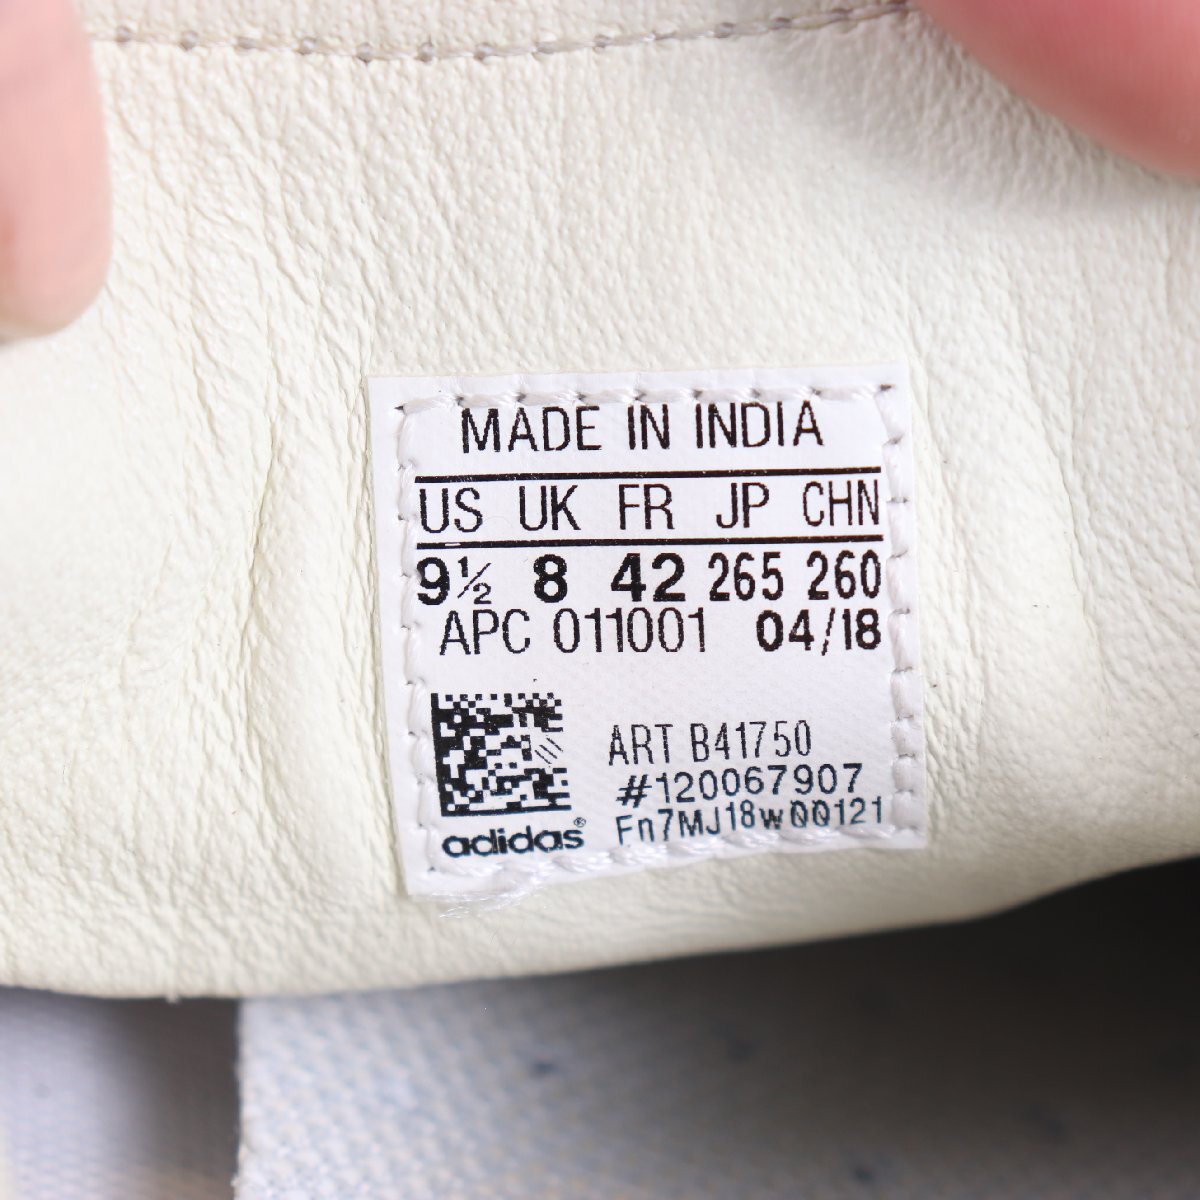 MADE IN INDIA
US UK FR JP CHN
9½ 8 42 265 260
APC 011001 04/18
ART B41750
#120067907
Fn7MJ18w00121
adidas®